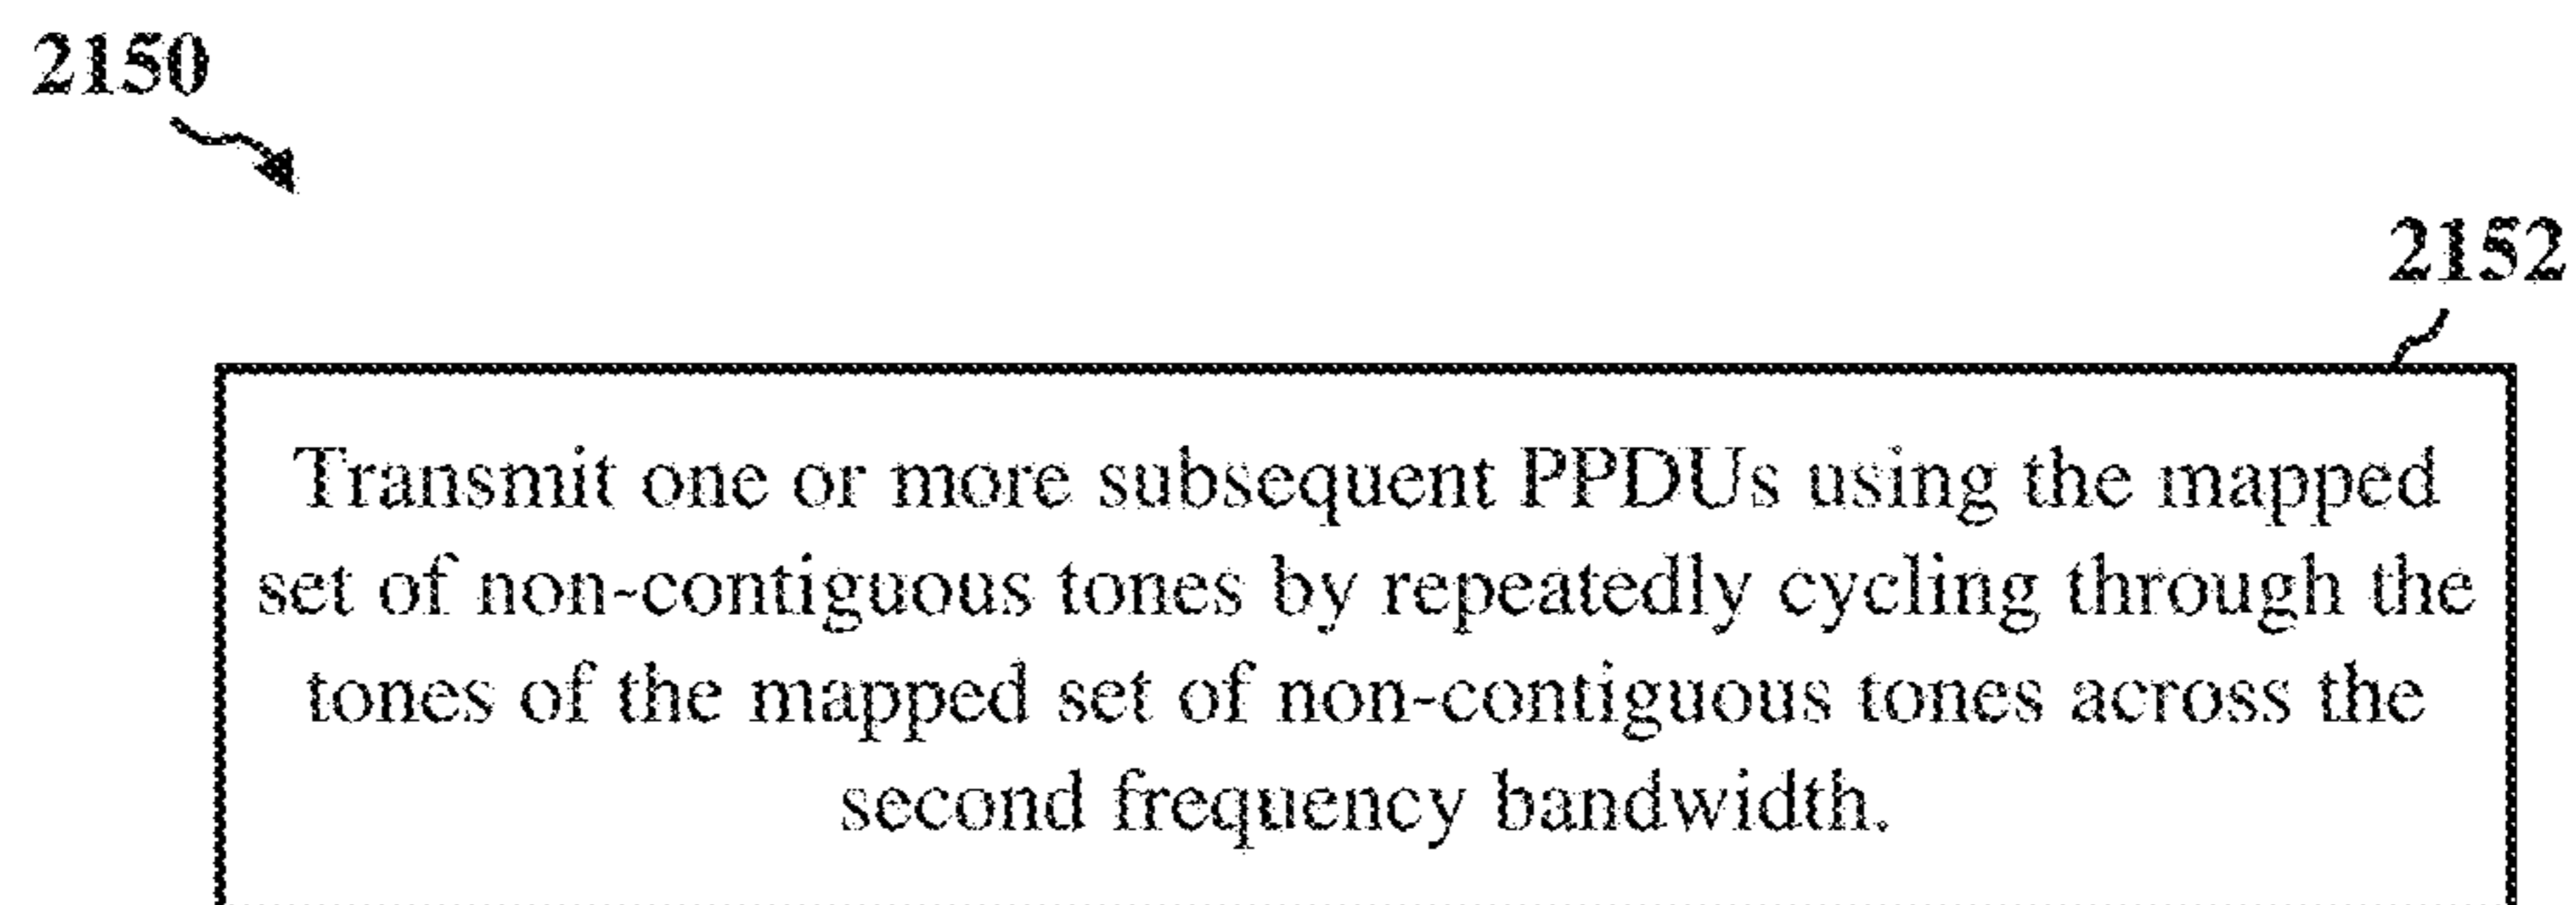 2150
2152
Transmit one or more subsequent PPDUs using the mapped
set of non-contiguous tones by repeatedly cycling through the
tones of the mapped set of non-contiguous tones across the
second frequency bandwidth.